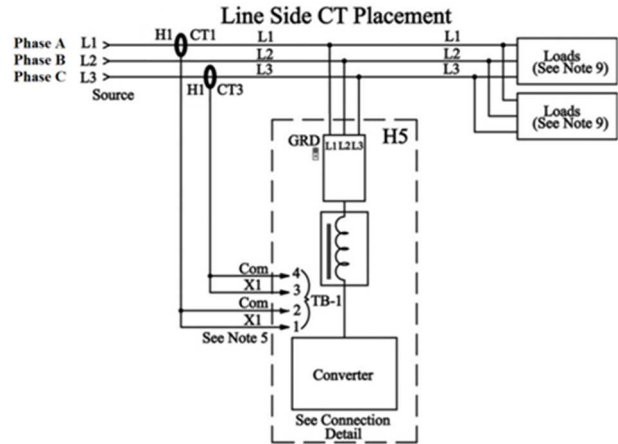 Line Side CT Placement
H1 CT1
Phase A L1 L1 L1
Phase B L2 L2 L2
Phase C L3 L3 L3
Source
H1 CT3
Loads
(See Note 9)
Loads
(See Note 9)
GRD L1 L2 L3 H5
Com 4
X1 3
TB-1
Com 2
X1 1
See Note 5
Converter
See Connection
Detail